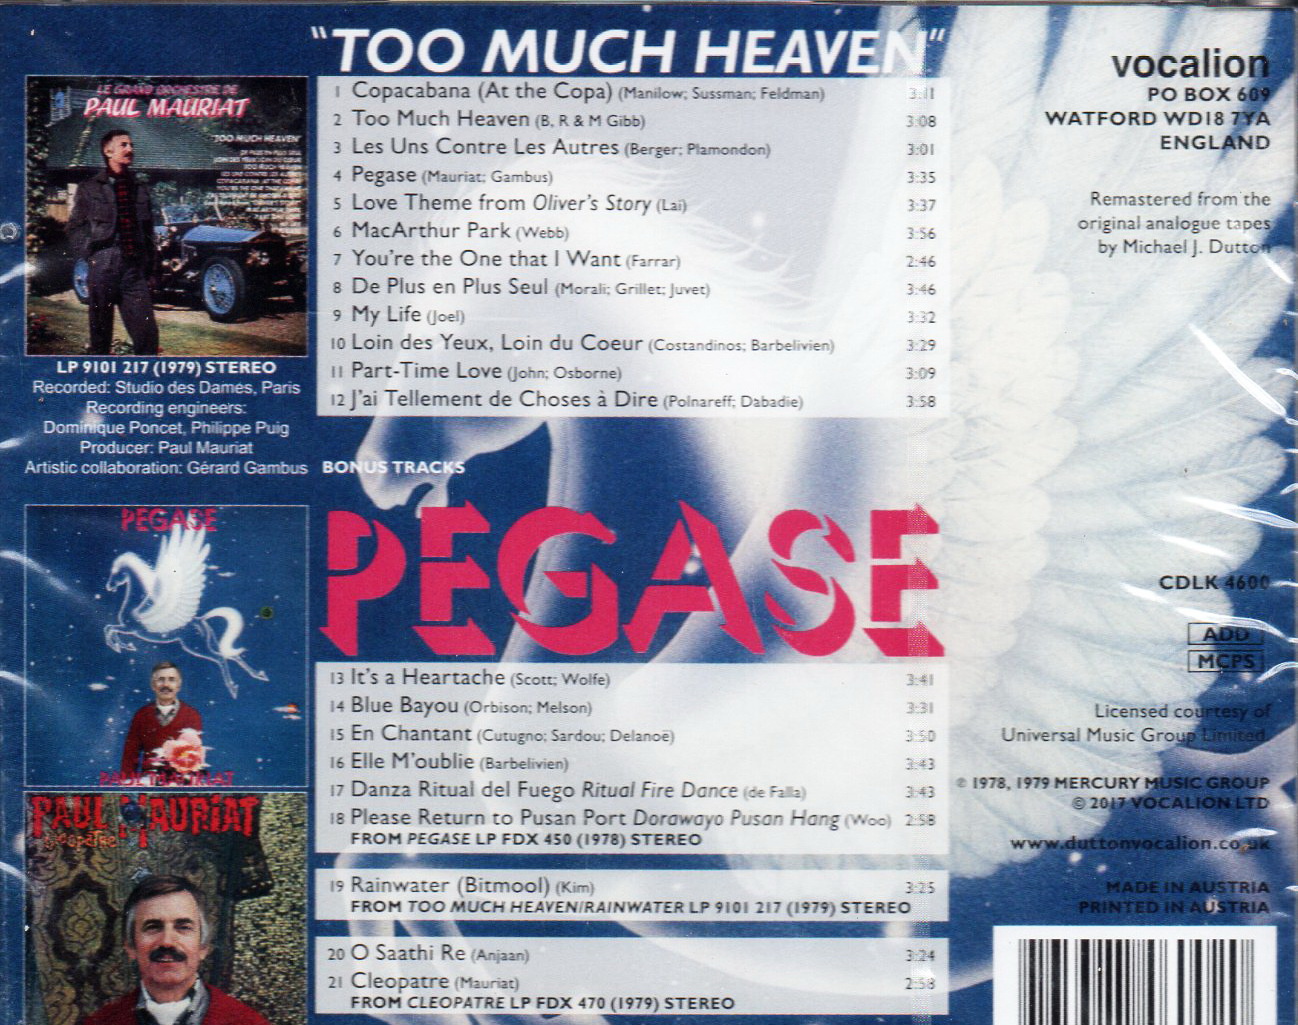 "TOO MUCH HEAVEN"
1 Copacabana (At the Copa) (Manilow; Sussman; Feldman) 3:11
2 Too Much Heaven (B, R & M Gibb) 3:08
3 Les Uns Contre Les Autres (Berger; Plamondon) 3:01
4 Pegase (Mauriat; Gambus) 3:35
5 Love Theme from Oliver's Story (Lai) 3:37
6 MacArthur Park (Webb) 3:56
7 You're the One that I Want (Farrar) 2:46
8 De Plus en Plus Seul (Morali; Grillet; Juvet) 3:46
9 My Life (Joel) 3:32
10 Loin des Yeux, Loin du Coeur (Costandinos; Barbelivien) 3:29
11 Part-Time Love (John; Osborne) 3:09
12 J'ai Tellement de Choses à Dire (Polnareff; Dabadie) 3:58
LE GRAND ORCHESTRE DE
PAUL MAURIAT
"TOO MUCH HEAVEN"
LP 9101 217 (1979) STEREO
Recorded: Studio des Dames, Paris
Recording engineers:
Dominique Poncet, Philippe Puig
Producer: Paul Mauriat
Artistic collaboration: Gérard Gambus
BONUS TRACKS
PEGASE
13 It's a Heartache (Scott; Wolfe) 3:41
14 Blue Bayou (Orbison; Melson) 3:31
15 En Chantant (Cutugno; Sardou; Delanoë) 3:50
16 Elle M'oublie (Barbelivien) 3:43
17 Danza Ritual del Fuego Ritual Fire Dance (de Falla) 3:43
18 Please Return to Pusan Port Dorawayo Pusan Hang (Woo) 2:58
FROM PEGASE LP FDX 450 (1978) STEREO
19 Rainwater (Bitmool) (Kim) 3:25
FROM TOO MUCH HEAVEN/RAINWATER LP 9101 217 (1979) STEREO
20 O Saathi Re (Anjaan) 3:24
21 Cleopatre (Mauriat) 2:58
FROM CLEOPATRE LP FDX 470 (1979) STEREO
PEGASE
PAUL MAURIAT
PAUL MAURIAT
Cleopatre
vocalion
PO BOX 609
WATFORD WD18 7YA
ENGLAND
Remastered from the
original analogue tapes
by Michael J. Dutton
CDLK 4600
ADD
MCPS
Licensed courtesy of
Universal Music Group Limited.
℗ 1978, 1979 MERCURY MUSIC GROUP
© 2017 VOCALION LTD
www.duttonvocalion.co.uk
MADE IN AUSTRIA
PRINTED IN AUSTRIA